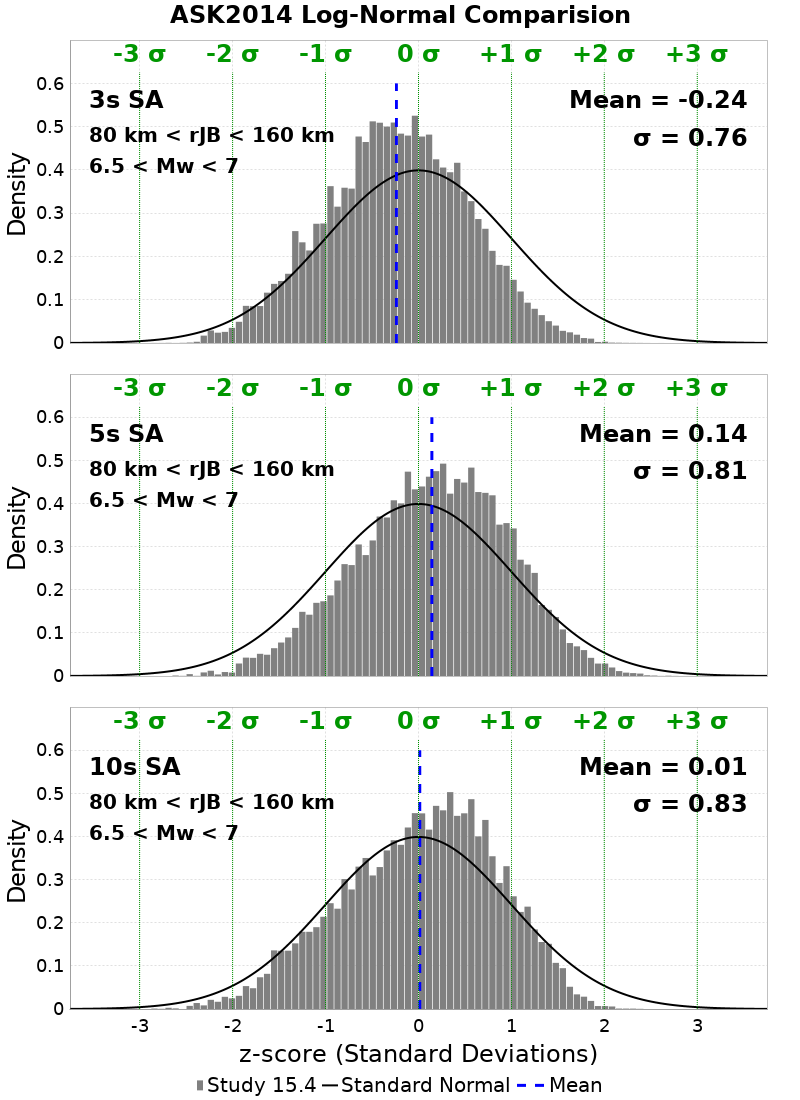 ASK2014 Log-Normal Comparision
-3 σ -2 σ -1 σ 0 σ +1 σ +2 σ +3 σ
3s SA
Mean = -0.24
80 km < rJB < 160 km
σ = 0.76
6.5 < Mw < 7
Density
0.6
0.5
0.4
0.3
0.2
0.1
0
-3 σ -2 σ -1 σ 0 σ +1 σ +2 σ +3 σ
5s SA
Mean = 0.14
80 km < rJB < 160 km
σ = 0.81
6.5 < Mw < 7
Density
0.6
0.5
0.4
0.3
0.2
0.1
0
-3 σ -2 σ -1 σ 0 σ +1 σ +2 σ +3 σ
10s SA
Mean = 0.01
80 km < rJB < 160 km
σ = 0.83
6.5 < Mw < 7
Density
0.6
0.5
0.4
0.3
0.2
0.1
0
-3 -2 -1 0 1 2 3
z-score (Standard Deviations)
Study 15.4 Standard Normal Mean